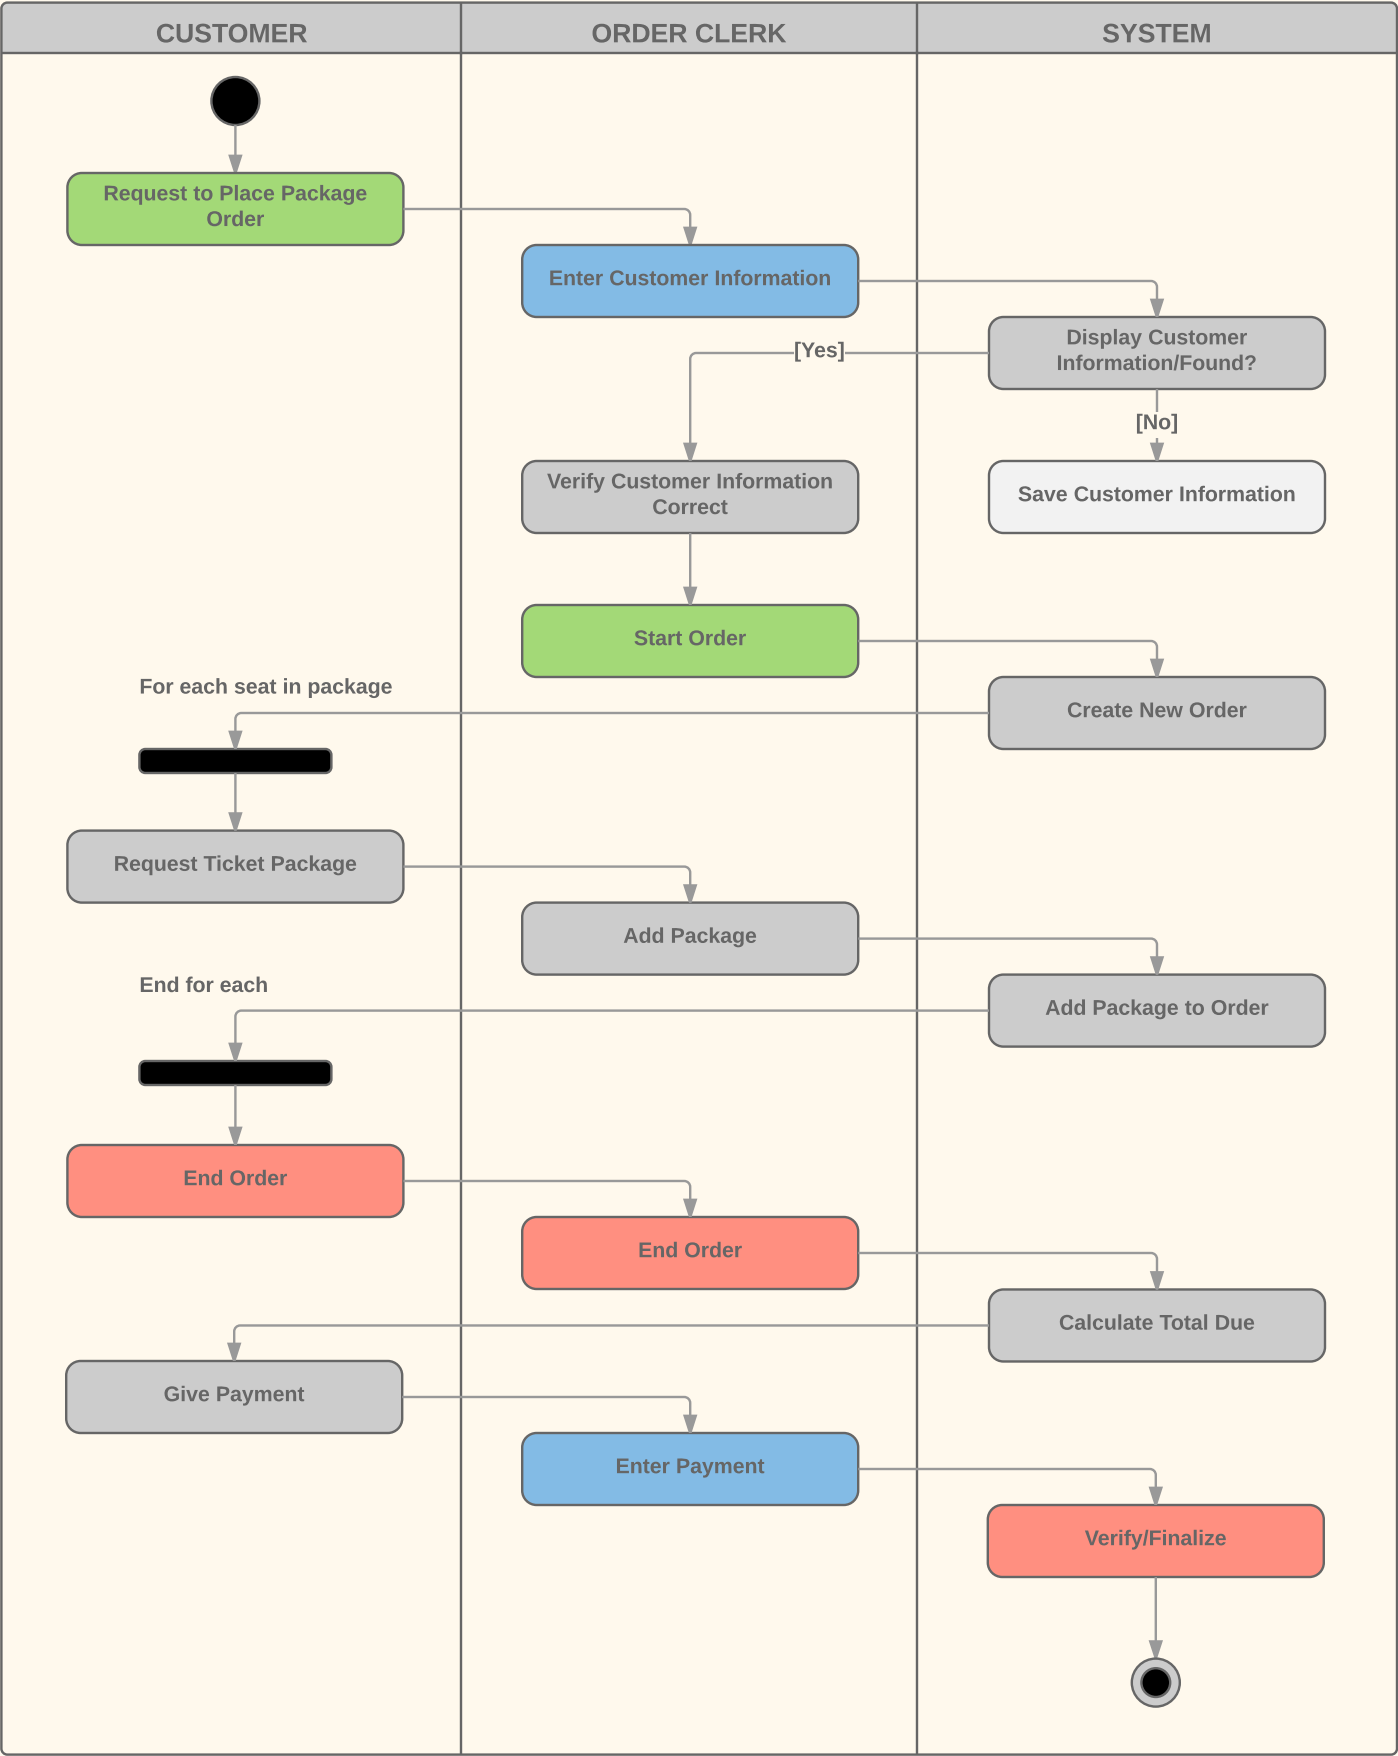 CUSTOMER
ORDER CLERK
SYSTEM
Request to Place Package
Order
Enter Customer Information
Display Customer
Information/Found?
[Yes]
[No]
Verify Customer Information
Correct
Save Customer Information
Start Order
For each seat in package
Create New Order
Request Ticket Package
Add Package
End for each
Add Package to Order
End Order
End Order
Calculate Total Due
Give Payment
Enter Payment
Verify/Finalize